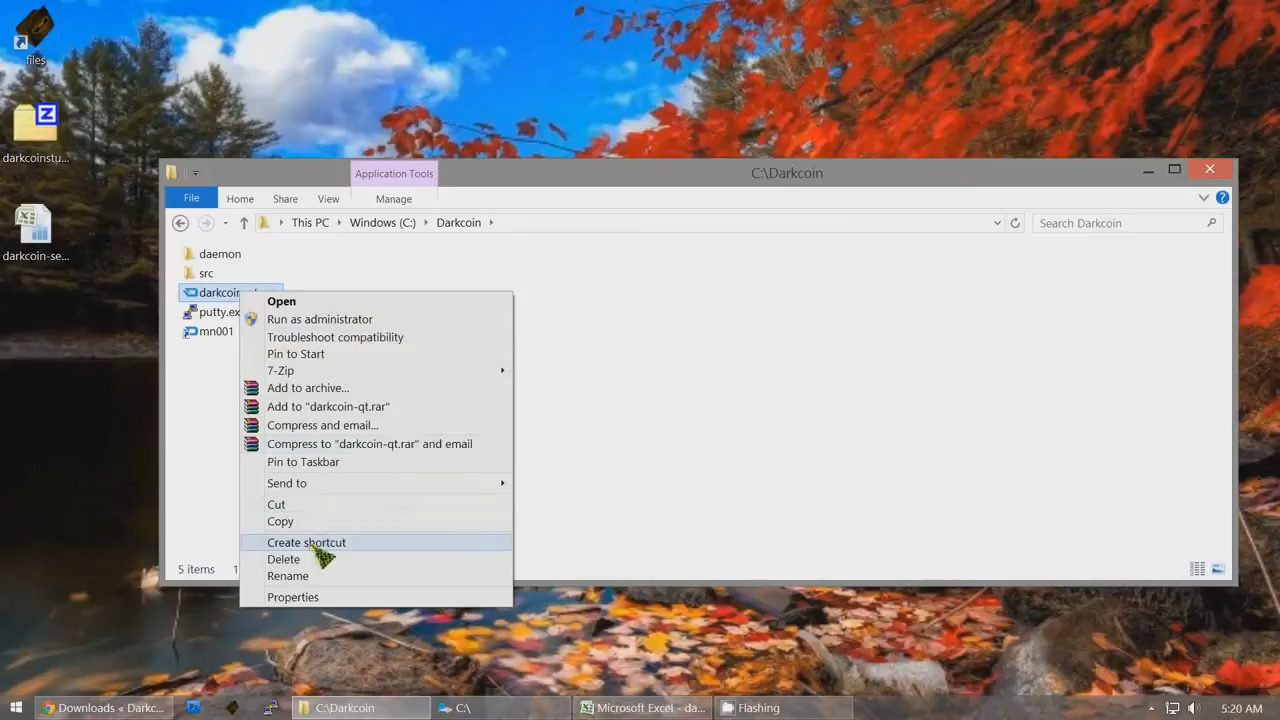 files
darkcoinstu...
darkcoin-se...
Application Tools
C:\Darkcoin
File
Home
Share
View
Manage
This PC
Windows (C:)
Darkcoin
Search Darkcoin
daemon
src
putty.ex
mn001
Open
Run as administrator
Troubleshoot compatibility
Pin to Start
7-Zip
Add to archive...
Add to "darkcoin-qt.rar"
Compress and email...
Compress to "darkcoin-qt.rar" and email
Pin to Taskbar
Send to
Cut
Copy
Create shortcut
Delete
Rename
Properties
5 items
1
Downloads « Darkc...
C:\Darkcoin
C:\
Microsoft Excel - da...
Flashing
5:20 AM